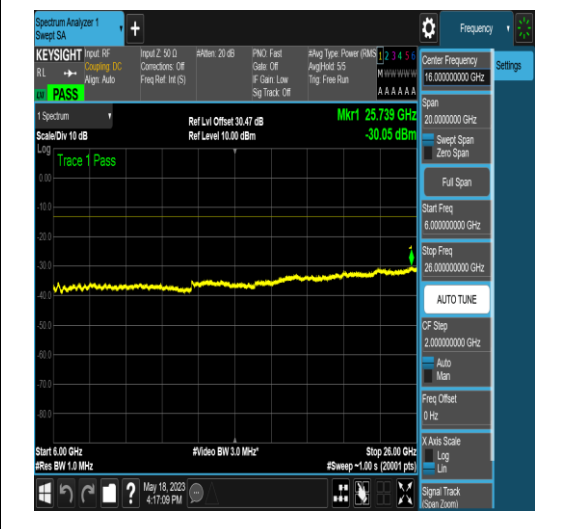 Spectrum Analyzer 1
Swept SA
+
Frequency
KEYSIGHT
RL
PASS
Input: RF
Coupling: DC
Align: Auto
Input Z: 50 Ω
Corrections: Off
Freq Ref: Int (S)
#Atten: 20 dB
PNO: Fast
Gate: Off
IF Gain: Low
Sig Track: Off
#Avg Type: Power (RMS
Avg|Hold: 5/5
Trig: Free Run
1 2 3 4 5 6
M W W W W W
A A A A A A
1 Spectrum
Scale/Div 10 dB
Ref Lvl Offset 30.47 dB
Ref Level 10.00 dBm
Mkr1 25.739 GHz
-30.05 dBm
Log
Trace 1 Pass
0.00
-10.0
-20.0
-30.0
-40.0
-50.0
-60.0
-70.0
-80.0
1
Start 6.00 GHz
#Res BW 1.0 MHz
#Video BW 3.0 MHz*
Stop 26.00 GHz
#Sweep ~1.00 s (20001 pts)
?
May 18, 2023
4:17:09 PM
Center Frequency
16.000000000 GHz
Settings
Span
20.0000000 GHz
Swept Span
Zero Span
Full Span
Start Freq
6.000000000 GHz
Stop Freq
26.000000000 GHz
AUTO TUNE
CF Step
2.000000000 GHz
Auto
Man
Freq Offset
0 Hz
X Axis Scale
Log
Lin
Signal Track
(Span Zoom)